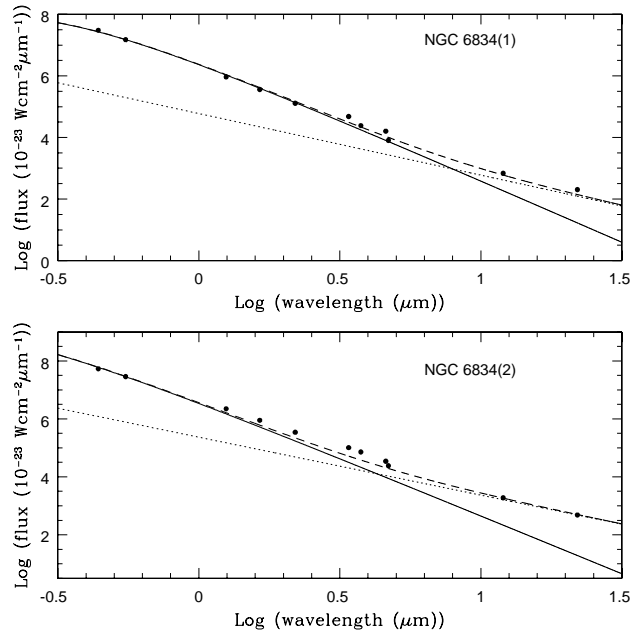 NGC 6834(1)
Log (flux (10⁻²³ Wcm⁻²μm⁻¹))
8
6
4
2
0
-0.5 0 0.5 1 1.5
Log (wavelength (μm))
NGC 6834(2)
Log (flux (10⁻²³ Wcm⁻²μm⁻¹))
8
6
4
2
-0.5 0 0.5 1 1.5
Log (wavelength (μm))